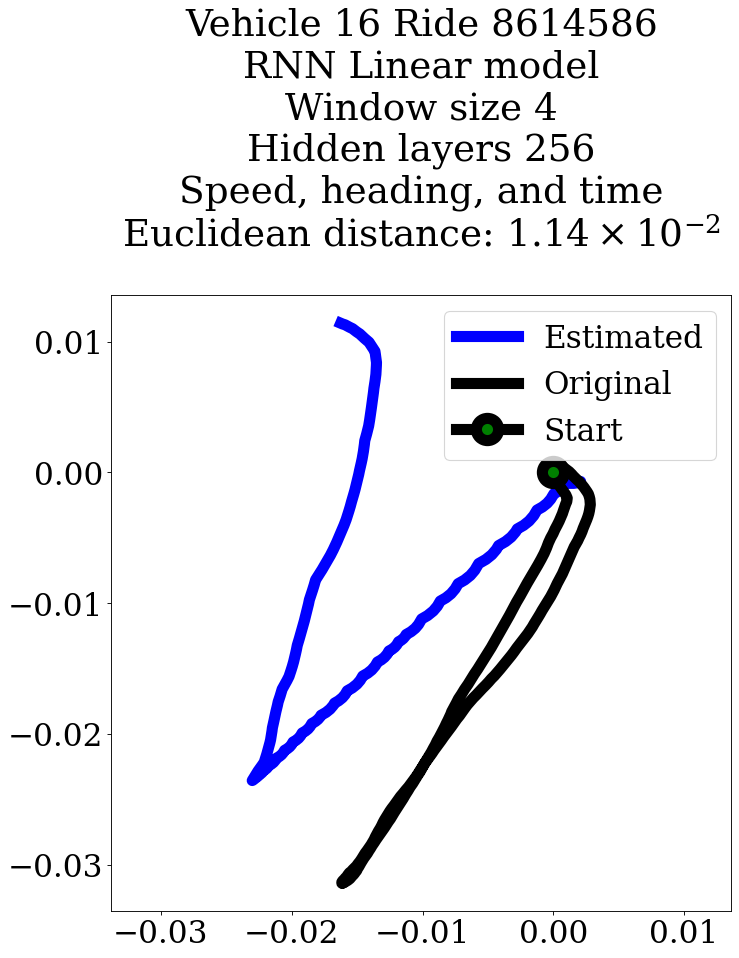 Vehicle 16 Ride 8614586
RNN Linear model
Window size 4
Hidden layers 256
Speed, heading, and time
Euclidean distance: 1.14 × 10⁻²
Estimated
Original
Start
0.01
0.00
−0.01
−0.02
−0.03
−0.03 −0.02 −0.01 0.00 0.01